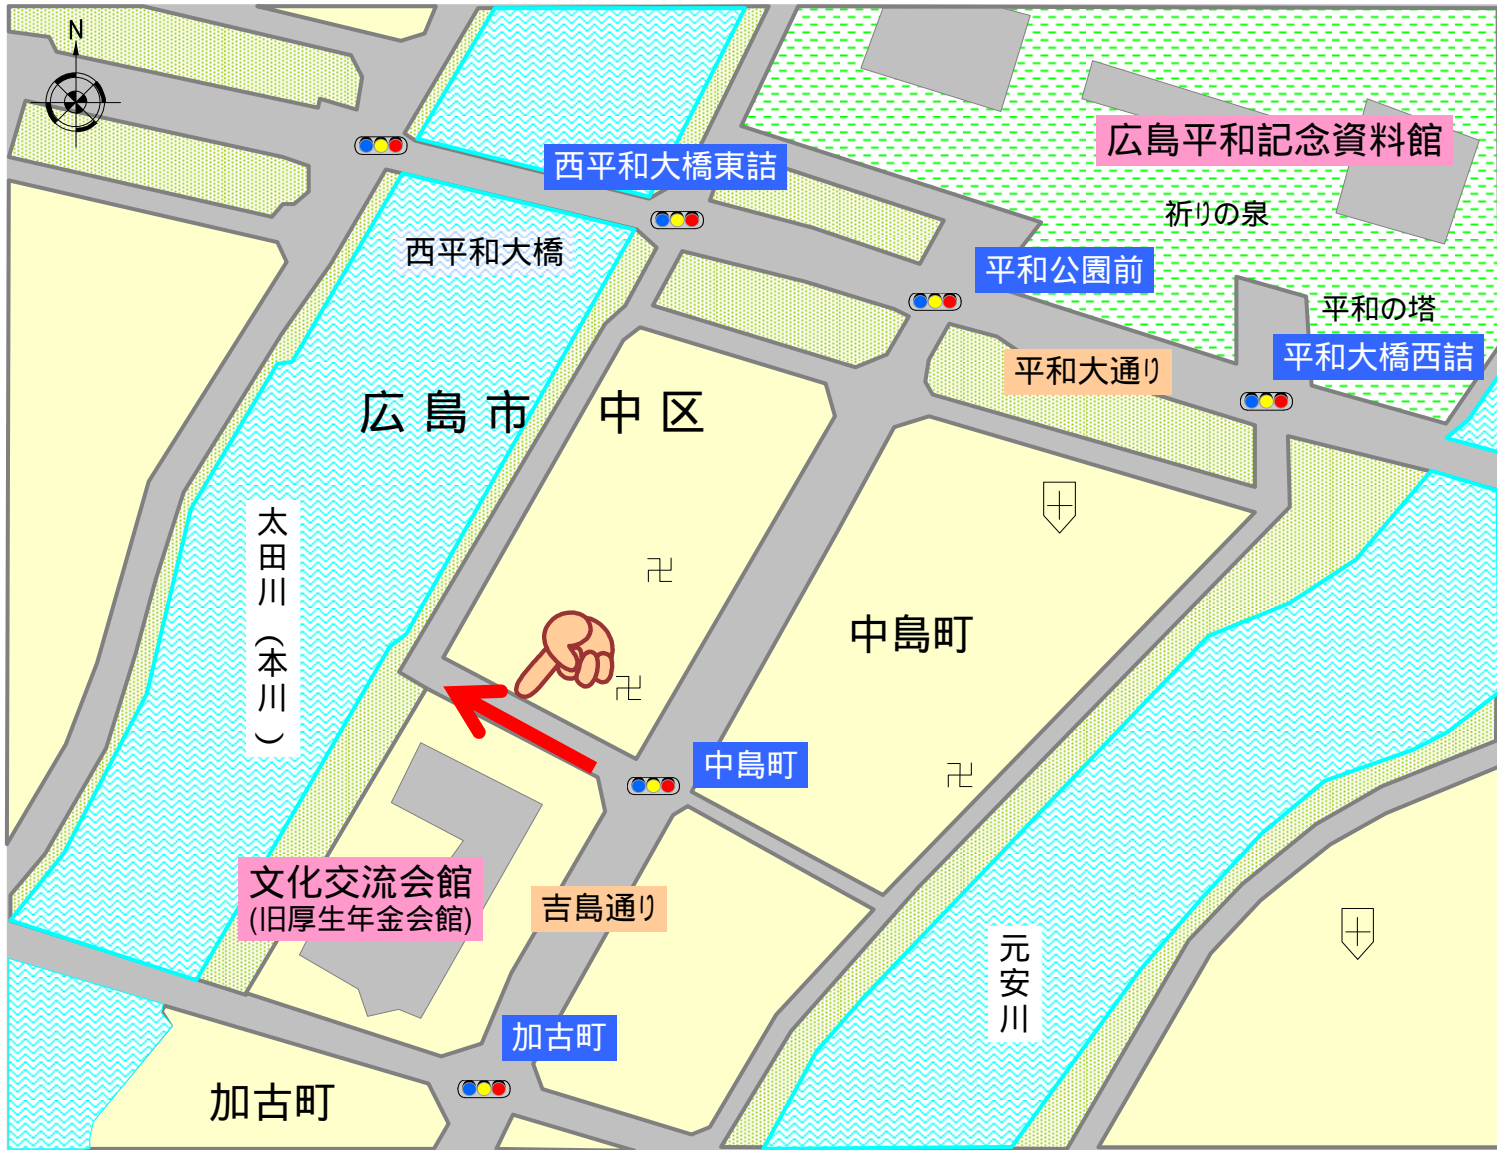 N
広島平和記念資料館
西平和大橋東詰
祈りの泉
西平和大橋
平和公園前
平和の塔
平和大橋西詰
平和大通り
広島市 中区
太田川(本川)
中島町
中島町
文化交流会館
(旧厚生年金会館)
吉島通り
元安川
加古町
加古町